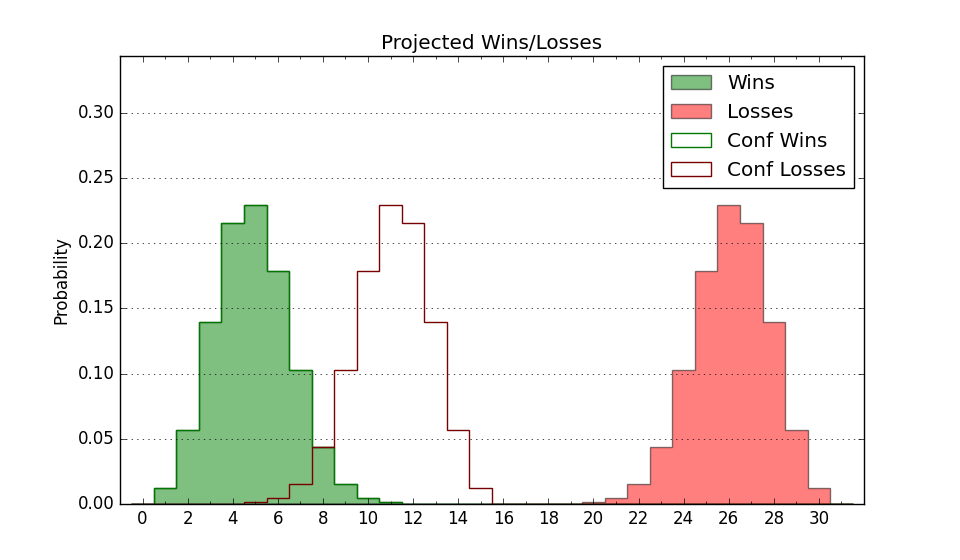 Projected Wins/Losses
Wins
Losses
Conf Wins
Conf Losses
Probability
0.30
0.25
0.20
0.15
0.10
0.05
0.00
0 2 4 6 8 10 12 14 16 18 20 22 24 26 28 30